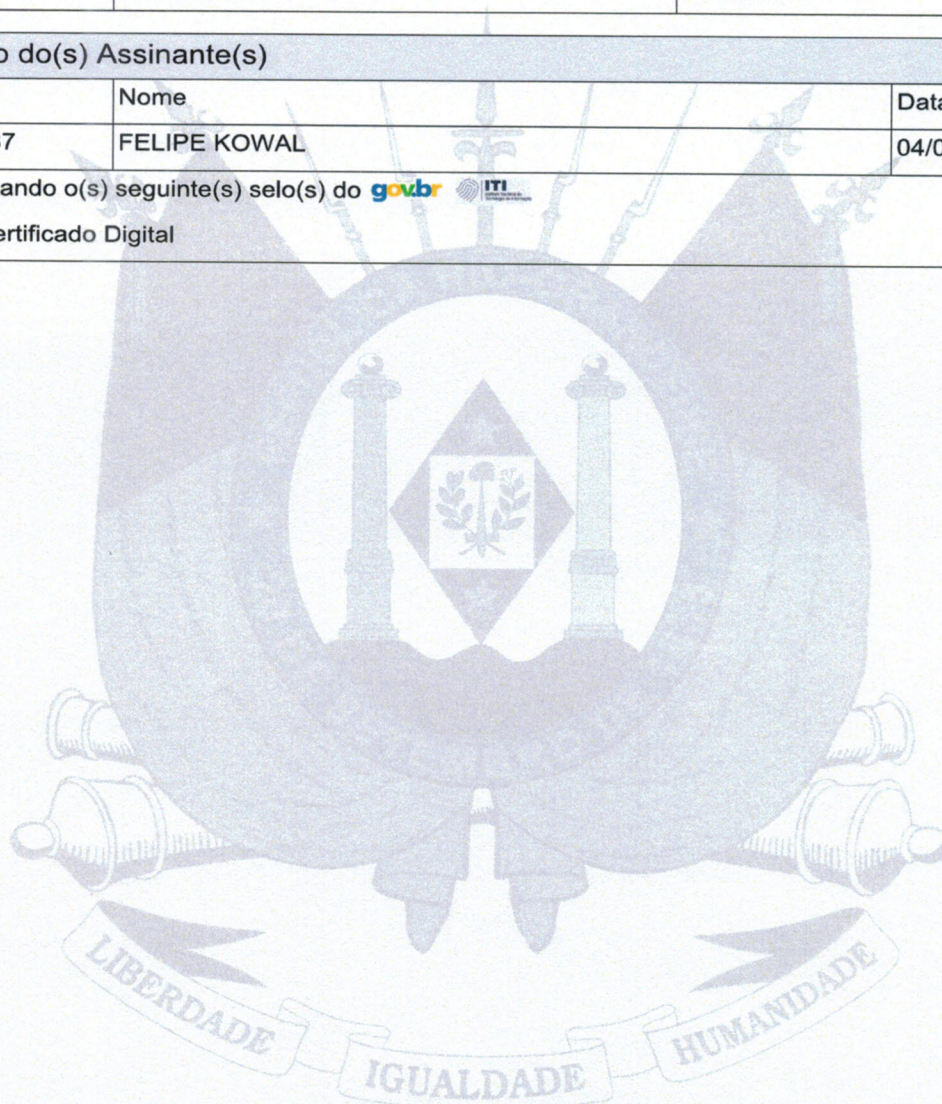 o do(s) Assinante(s)
Nome
Data
7
FELIPE KOWAL
04/0
ando o(s) seguinte(s) selo(s) do gov.br ITI
ertificado Digital
LIBERDADE
IGUALDADE
HUMANIDADE